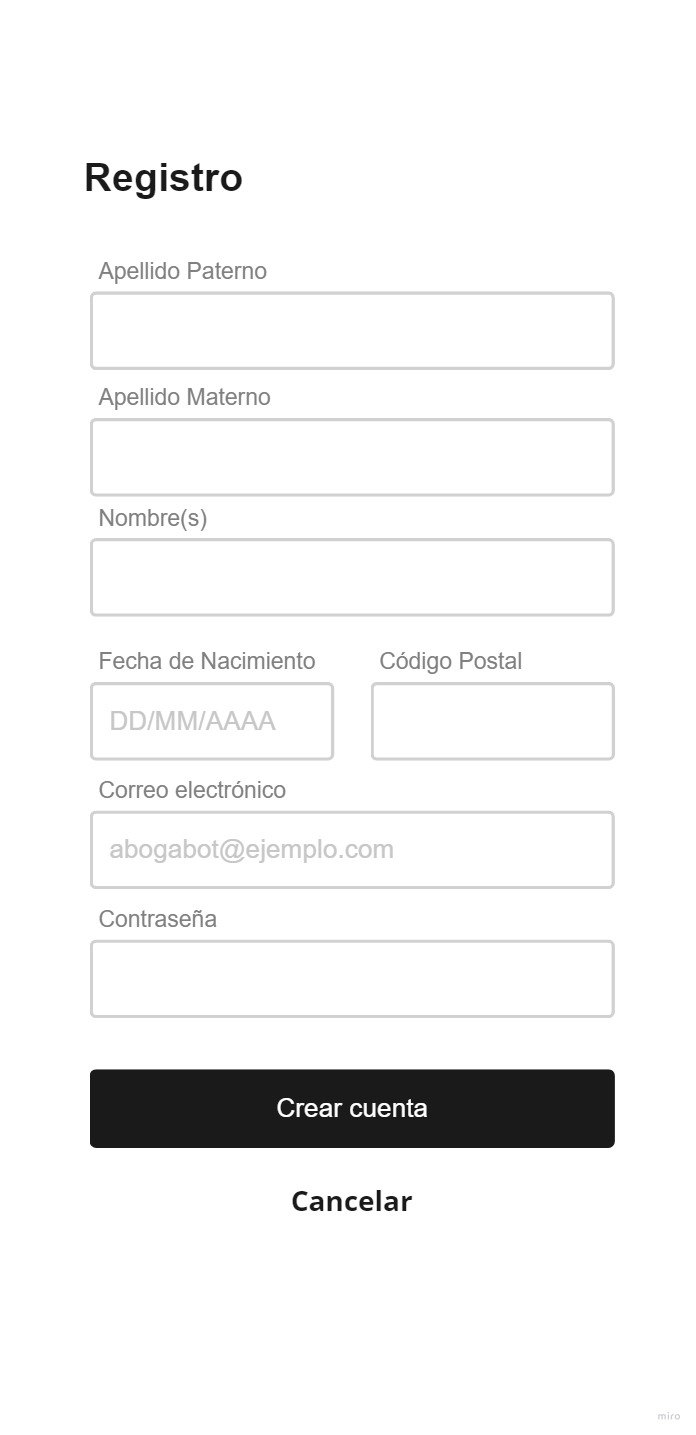 Registro
Apellido Paterno
Apellido Materno
Nombre(s)
Fecha de Nacimiento Código Postal
DD/MM/AAAA
Correo electrónico
abogabot@ejemplo.com
Contraseña
Crear cuenta
Cancelar
miro